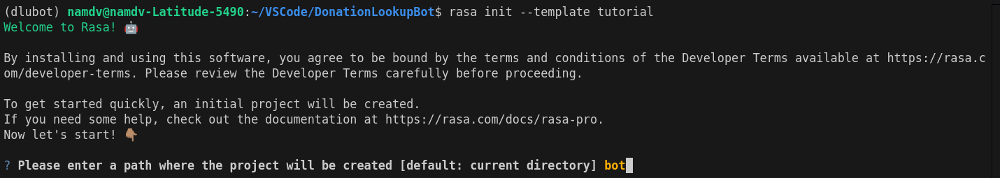 (dlubot) namdv@namdv-Latitude-5490:~/VSCode/DonationLookupBot$ rasa init --template tutorial
Welcome to Rasa! 🤖
By installing and using this software, you agree to be bound by the terms and conditions of the Developer Terms available at https://rasa.c
om/developer-terms. Please review the Developer Terms carefully before proceeding.
To get started quickly, an initial project will be created.
If you need some help, check out the documentation at https://rasa.com/docs/rasa-pro.
Now let's start! 👇🏽
? Please enter a path where the project will be created [default: current directory] bot